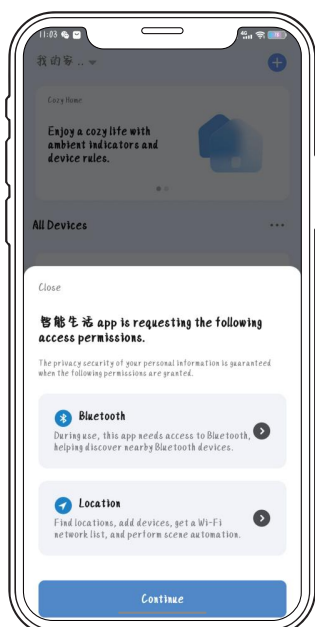 11:03
4G
我的家..
Cozy Home
Enjoy a cozy life with
ambient indicators and
device rules.
All Devices
Close
智能生活 app is requesting the following
access permissions.
The privacy security of your personal information is guaranteed
when the following permissions are granted.
Bluetooth
During use, this app needs access to Bluetooth,
helping discover nearby Bluetooth devices.
Location
Find locations, add devices, get a Wi-Fi
network list, and perform scene automation.
Continue